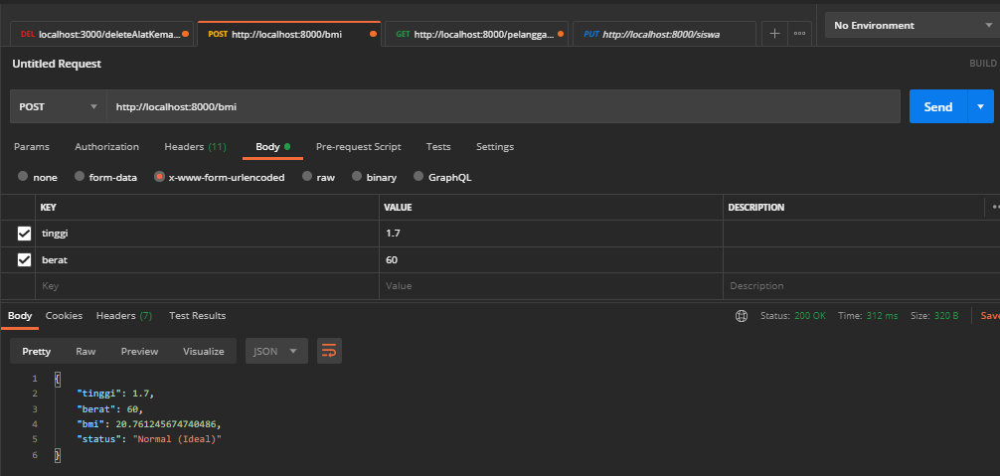 DEL localhost:3000/deleteAlatKema... POST http://localhost:8000/bmi GET http://localhost:8000/pelangga... PUT http://localhost:8000/siswa + ••• No Environment
Untitled Request BUILD
POST http://localhost:8000/bmi Send
Params Authorization Headers (11) Body Pre-request Script Tests Settings
none form-data x-www-form-urlencoded raw binary GraphQL
KEY VALUE DESCRIPTION
tinggi 1.7
berat 60
Key Value Description
Body Cookies Headers (7) Test Results Status: 200 OK Time: 312 ms Size: 320 B Save
Pretty Raw Preview Visualize JSON
1 {
2 "tinggi": 1.7,
3 "berat": 60,
4 "bmi": 20.761245674740486,
5 "status": "Normal (Ideal)"
6 }